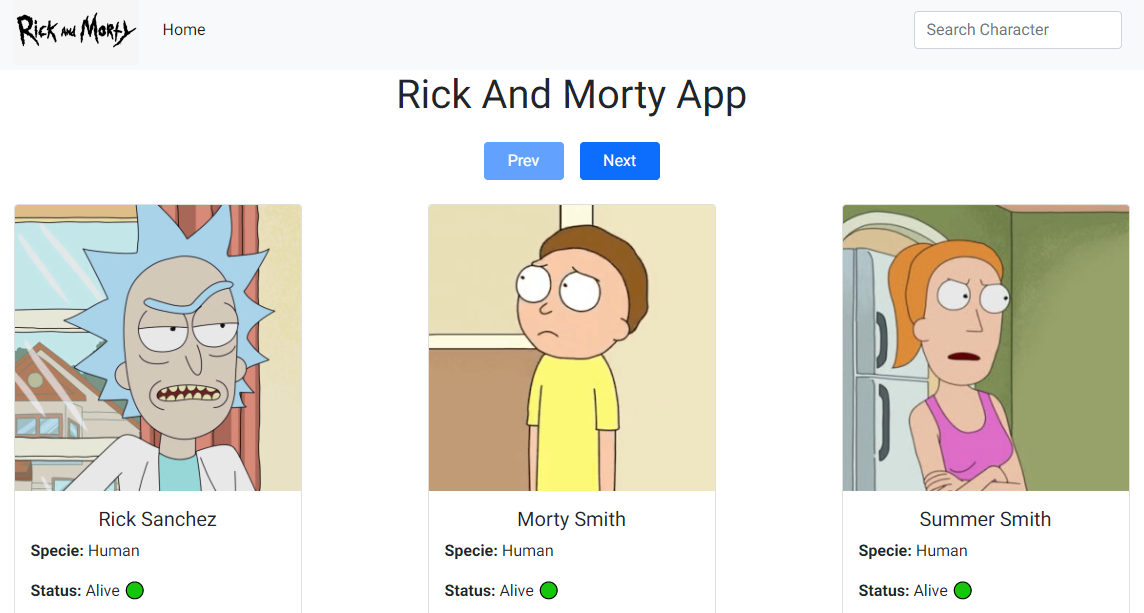 Rick AND Morty Home Search Character
Rick And Morty App
Prev Next
Rick Sanchez Morty Smith Summer Smith
Specie: Human Specie: Human Specie: Human
Status: Alive Status: Alive Status: Alive